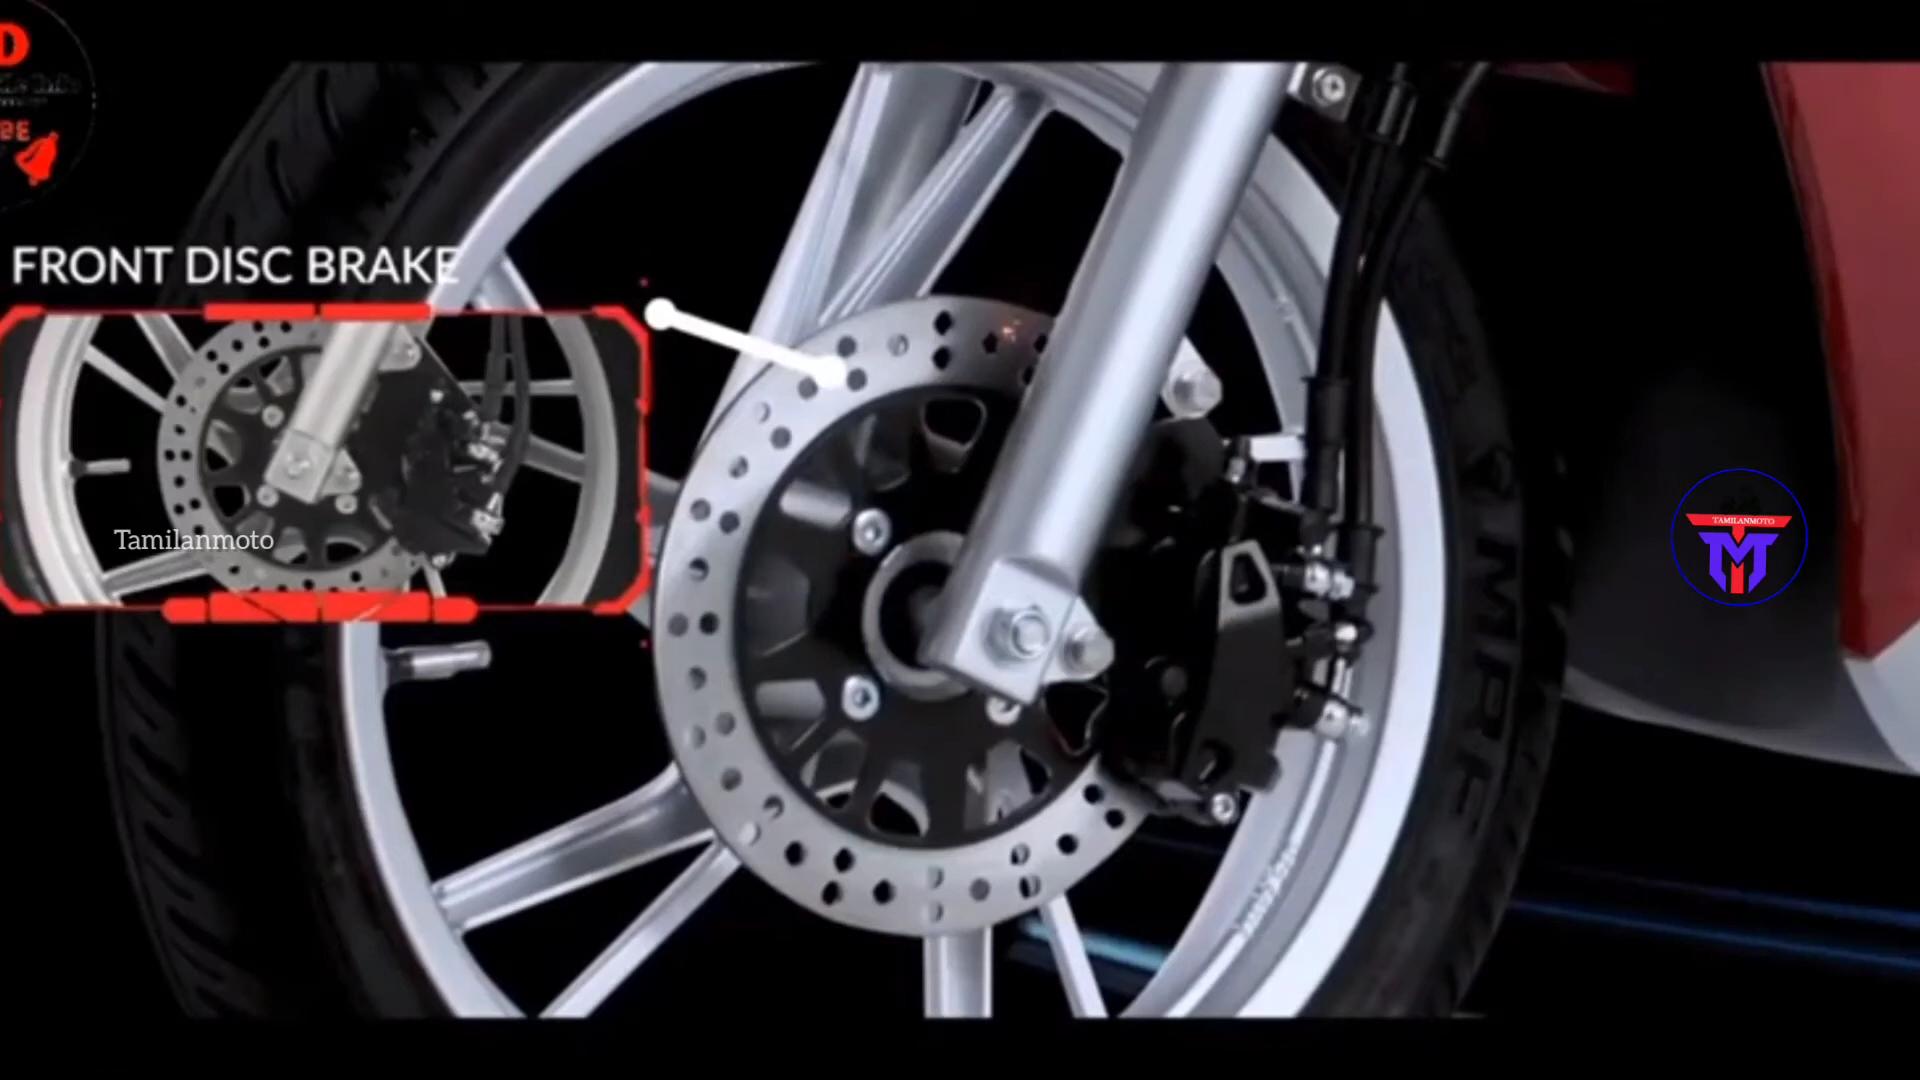 D
FRONT DISC BRAKE
Tamilanmoto
TAMILANMOTO
MRF